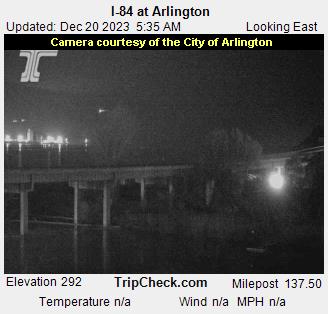 I-84 at Arlington
Updated: Dec 20 2023 5:35 AM Looking East
Camera courtesy of the City of Arlington
Elevation 292 TripCheck.com Milepost 137.50
Temperature n/a Wind n/a MPH n/a